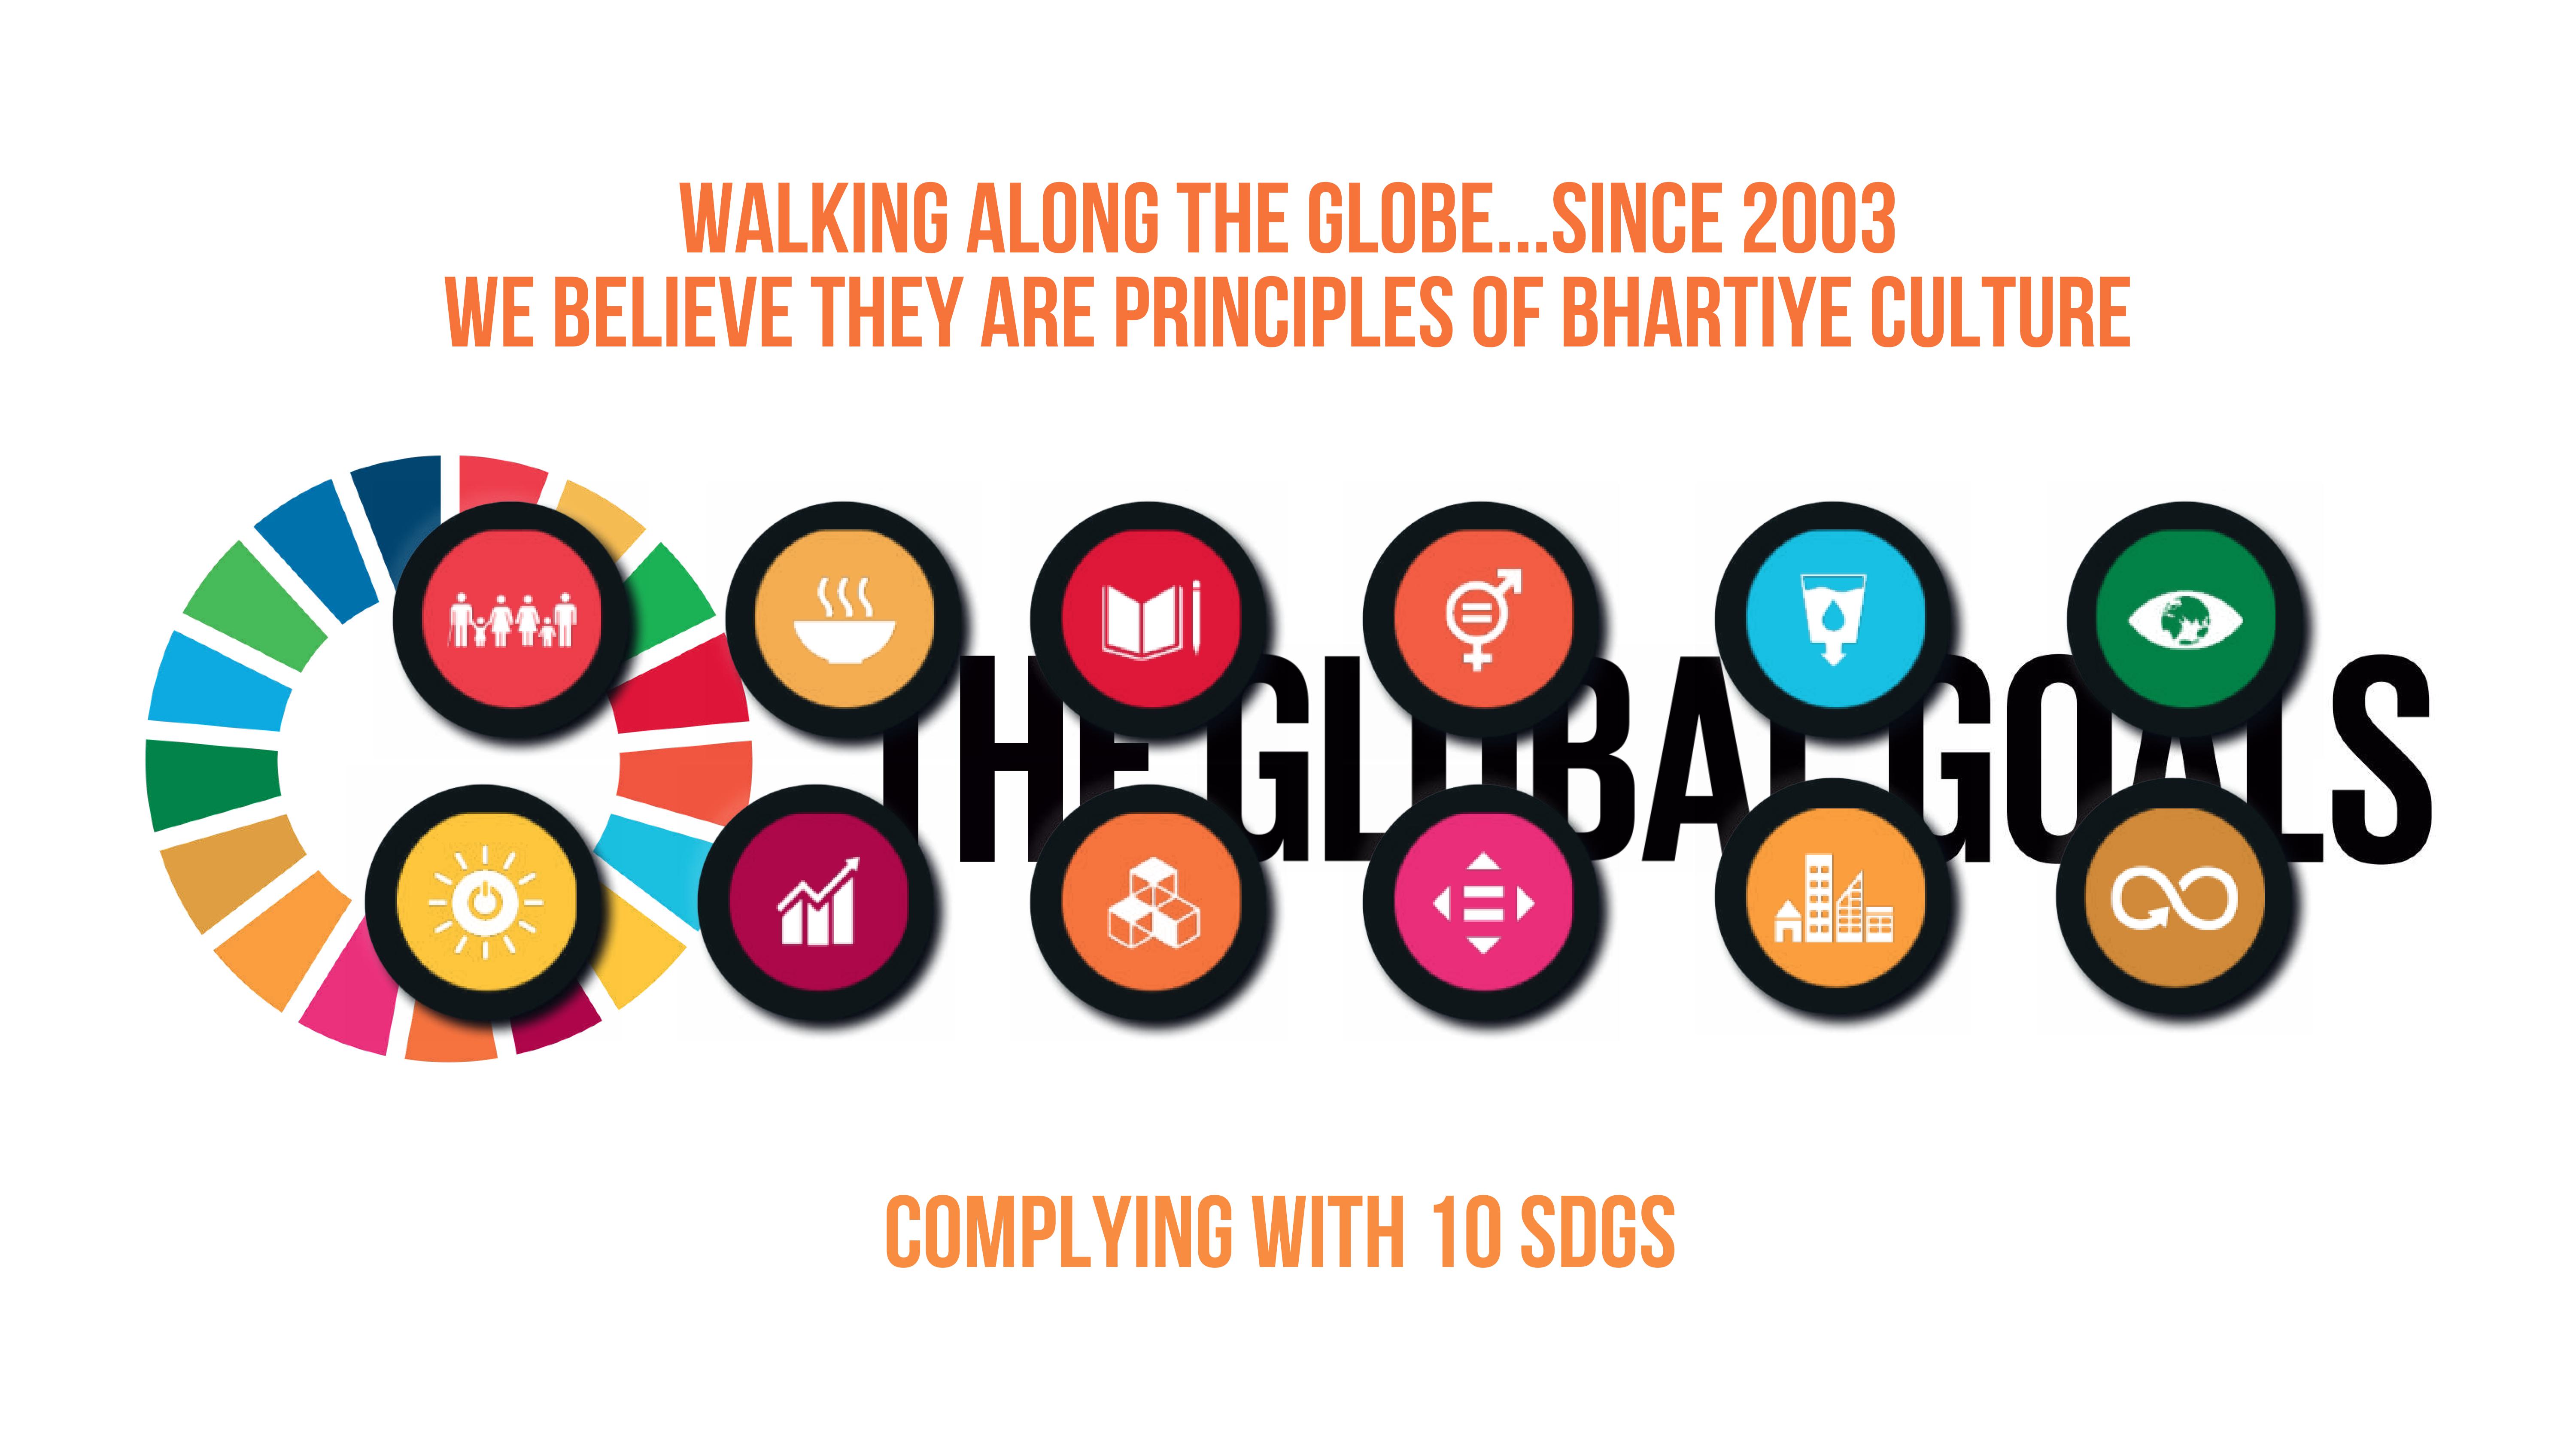 WALKING ALONG THE GLOBE...SINCE 2003
WE BELIEVE THEY ARE PRINCIPLES OF BHARTIYE CULTURE
THE GLOBAL GOALS
COMPLYING WITH 10 SDGS